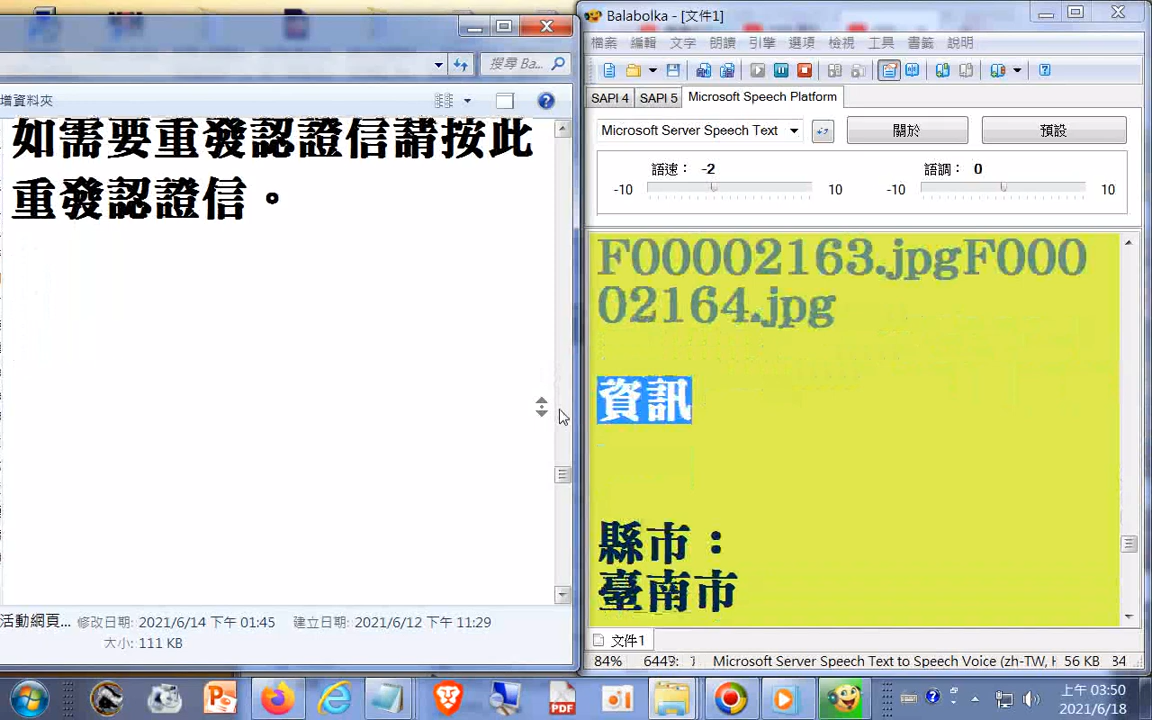 搜尋 Ba...
增資料夾
如需要重發認證信請按此
重發認證信。
活動網頁... 修改日期: 2021/6/14 下午 01:45 建立日期: 2021/6/12 下午 11:29
大小: 111 KB
Balabolka - [文件1]
檔案 編輯 文字 朗讀 引擎 選項 檢視 工具 書籤 說明
SAPI 4 SAPI 5 Microsoft Speech Platform
Microsoft Server Speech Text 關於 預設
語速： -2 語調： 0
-10 10 -10 10
F00002163.jpgF000
02164.jpg
資訊
縣市：
臺南市
文件1
84% Microsoft Server Speech Text to Speech Voice (zh-TW, H 56 KB
PDF
上午 03:50
2021/6/18